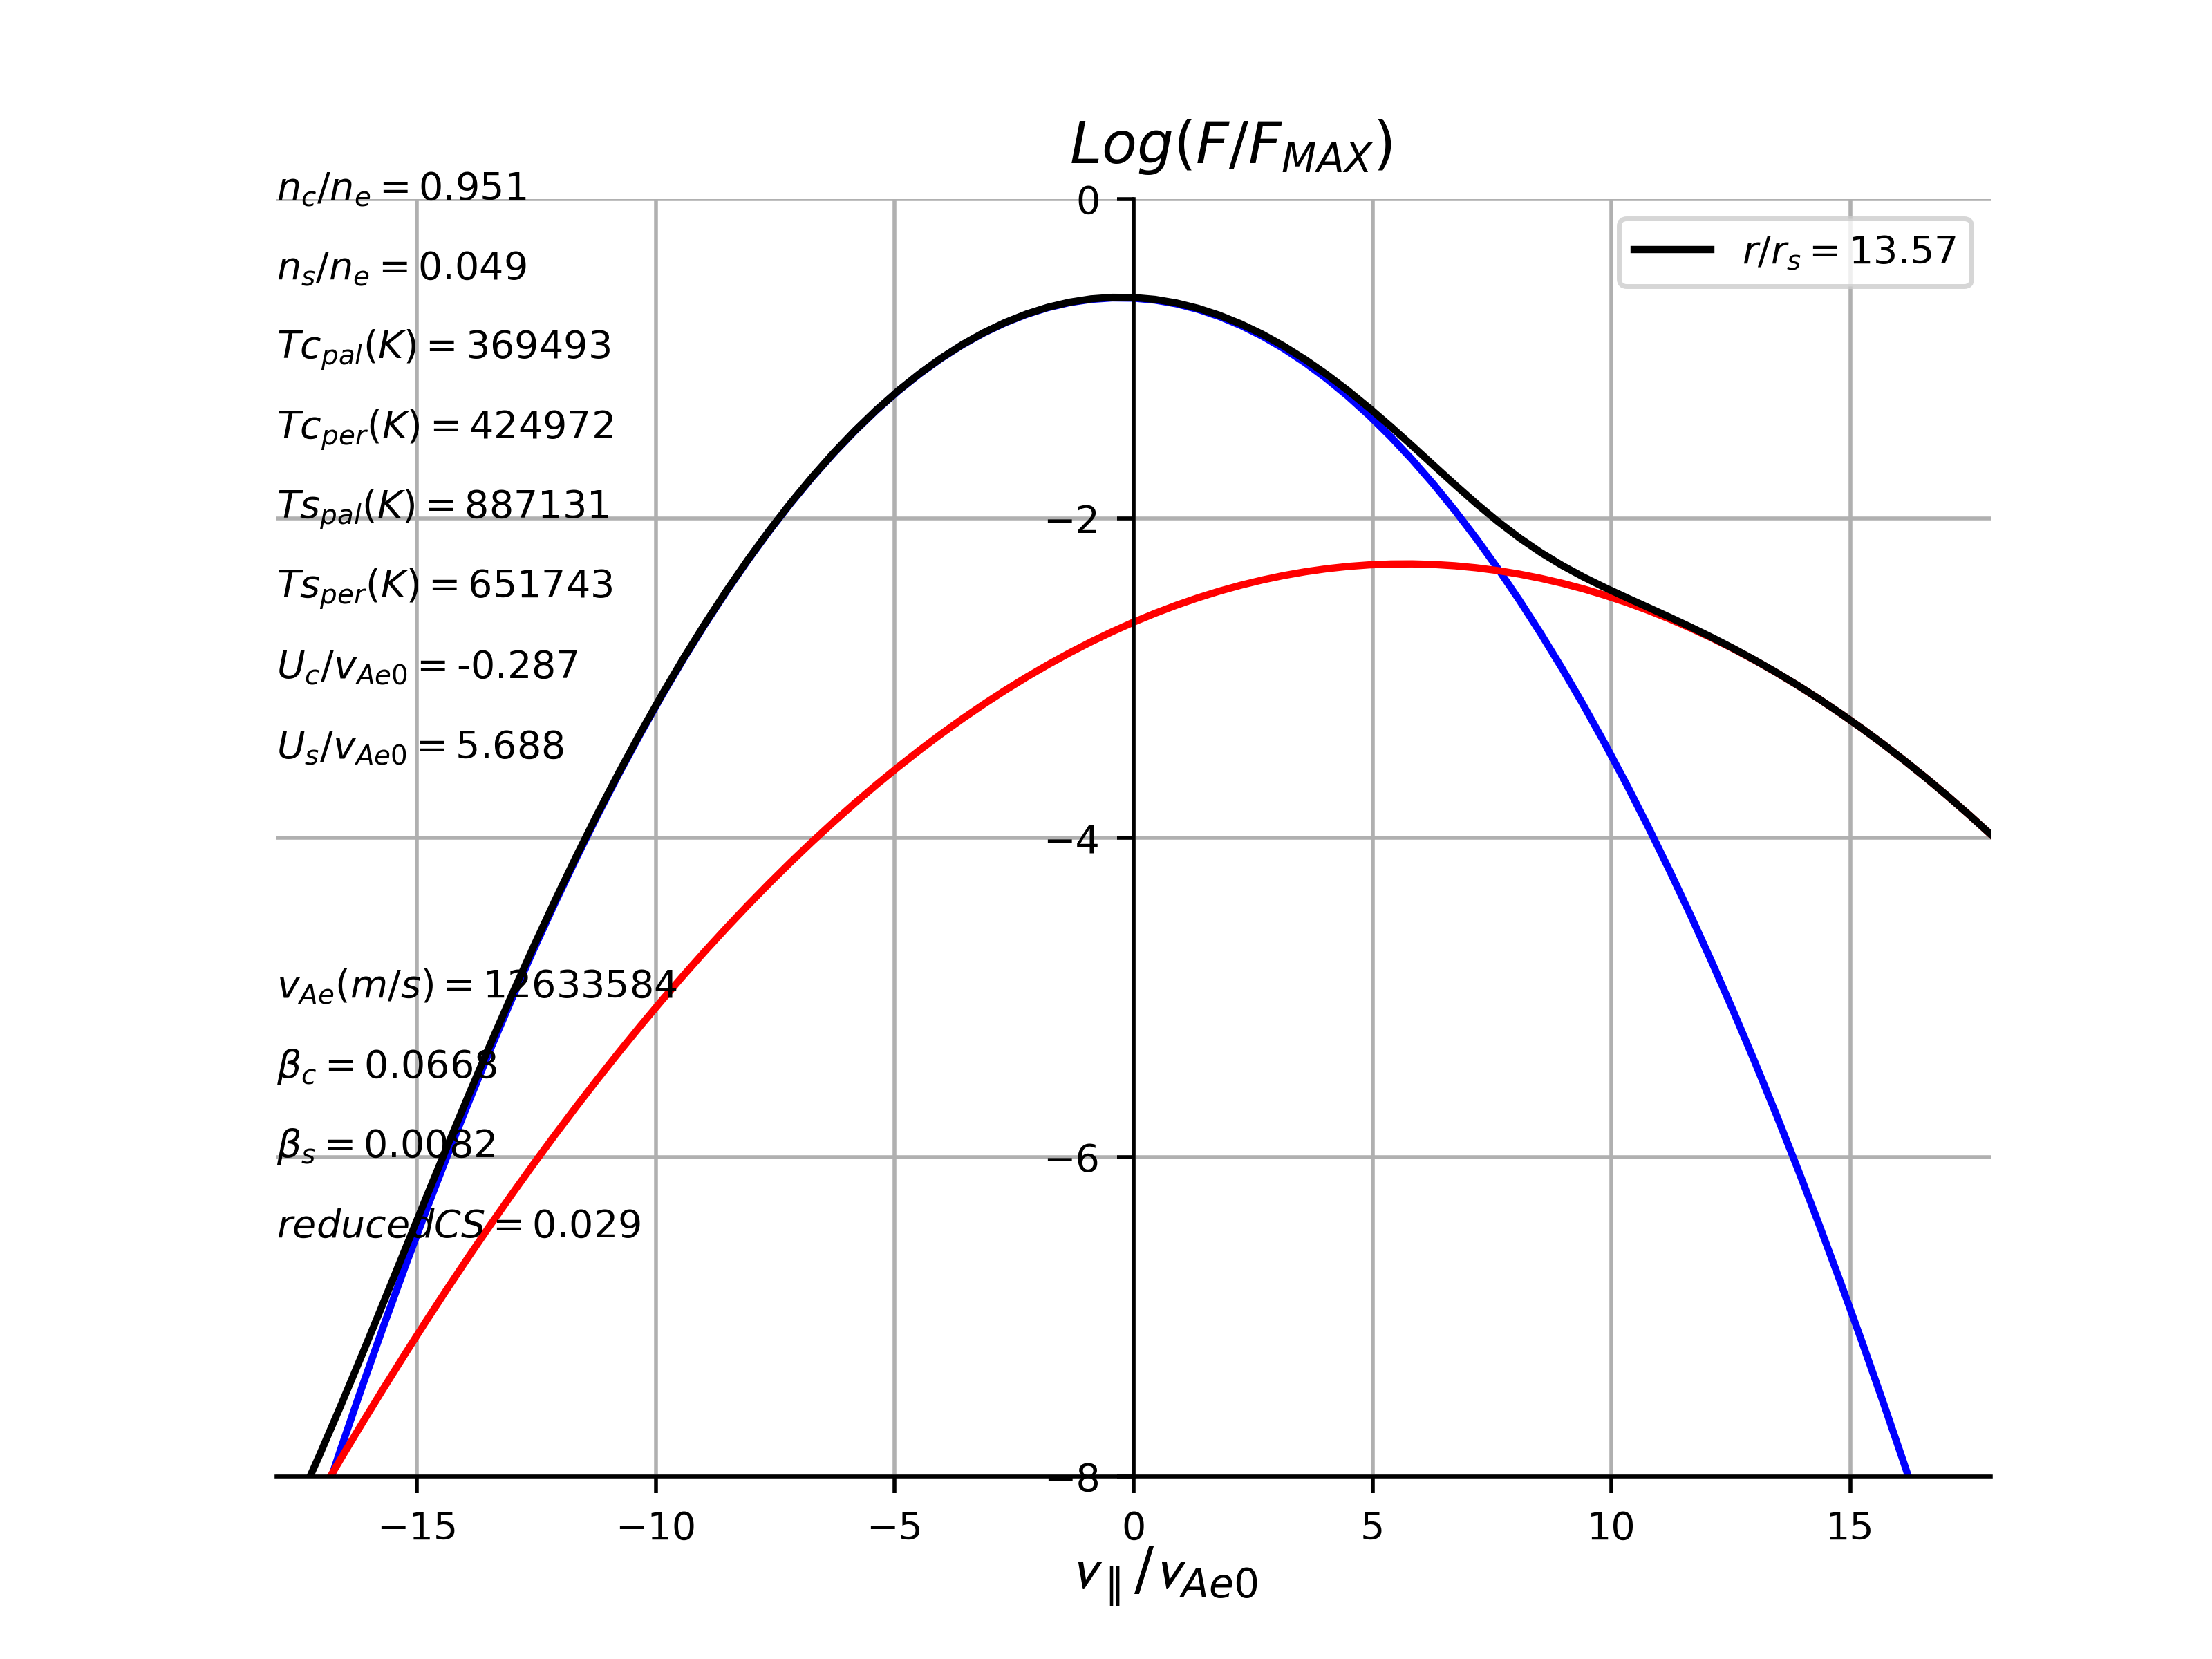 Log(F/F_MAX)
n_c/n_e = 0.951
0
n_s/n_e = 0.049
r/r_s = 13.57
Tc_pal(K) = 369493
Tc_per(K) = 424972
Ts_pal(K) = 887131
−2
Ts_per(K) = 651743
U_c/v_Ae0 = -0.287
U_s/v_Ae0 = 5.688
−4
v_Ae(m/s) = 12633584
β_c = 0.0668
β_s = 0.0082
−6
reducedCS = 0.029
−8
−15 −10 −5 0 5 10 15
v_∥/v_Ae0